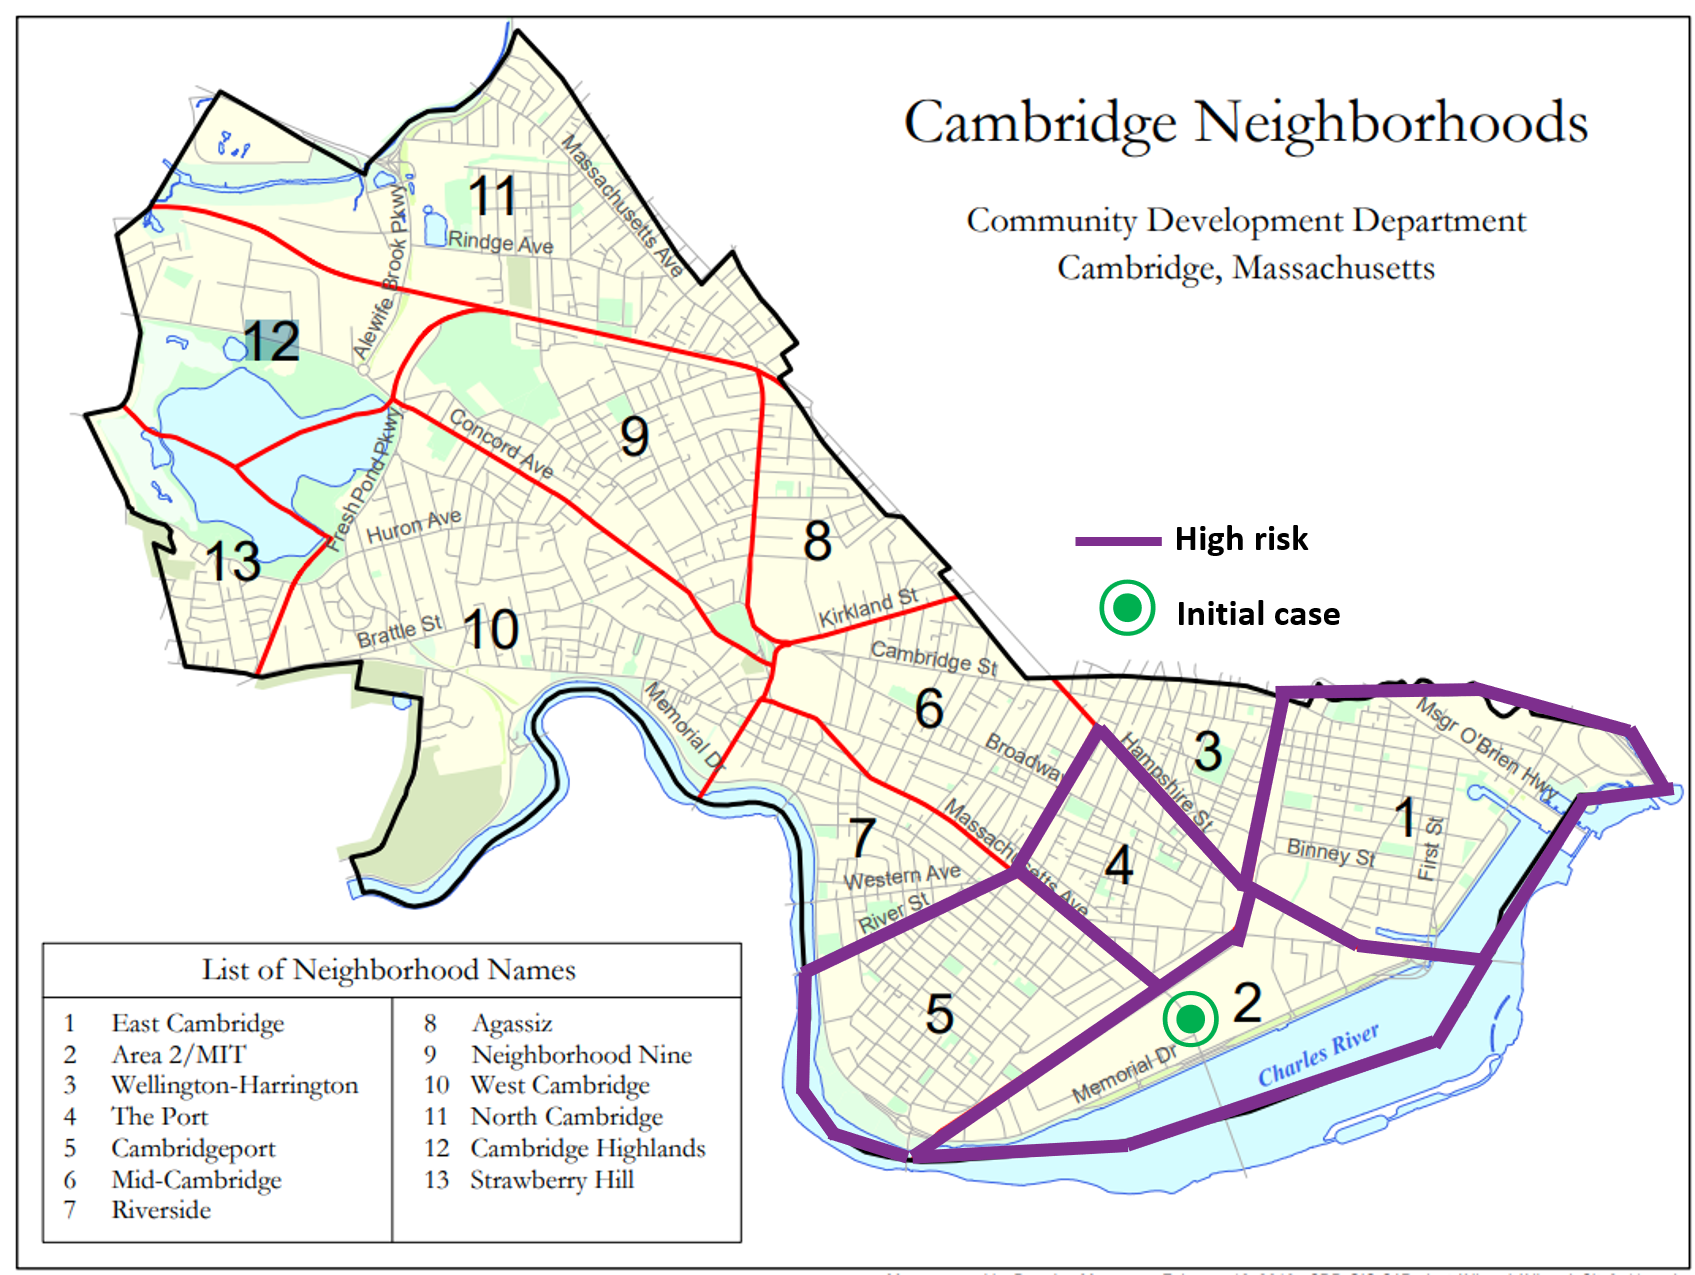 Cambridge Neighborhoods
Community Development Department
Cambridge, Massachusetts
11
Massachusetts Ave
Rindge Ave
Alewife Brook Pkwy
12
9
Concord Ave
Fresh Pond Pkwy
Huron Ave
13
8
High risk
Initial case
Kirkland St
Brattle St
10
Cambridge St
Memorial Dr
6
Broadway
3
Hampshire St
Msgr O'Brien Hwy
1
First St
Binney St
7
Massachusetts Ave
4
Western Ave
River St
5
2
Memorial Dr
Charles River
List of Neighborhood Names
1 East Cambridge
2 Area 2/MIT
3 Wellington-Harrington
4 The Port
5 Cambridgeport
6 Mid-Cambridge
7 Riverside
8 Agassiz
9 Neighborhood Nine
10 West Cambridge
11 North Cambridge
12 Cambridge Highlands
13 Strawberry Hill